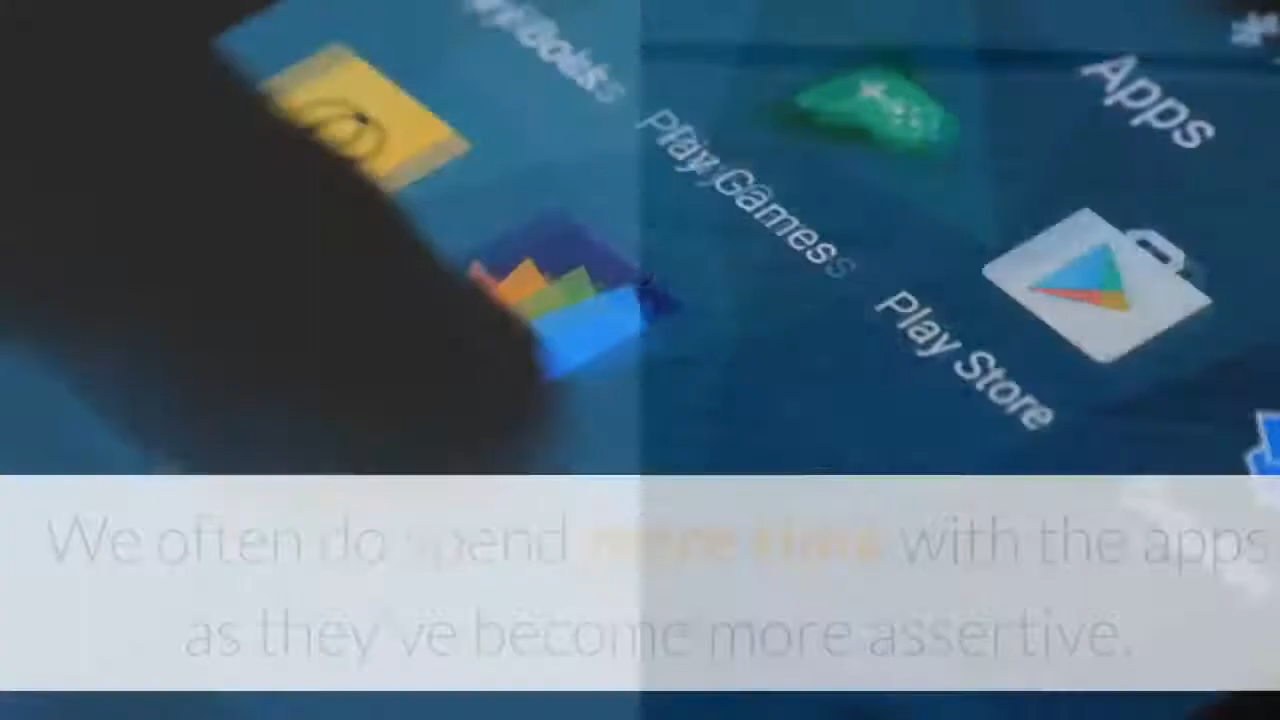 Apps
Play Games
Play Store
We often do spend more time with the apps
as they've become more assertive.